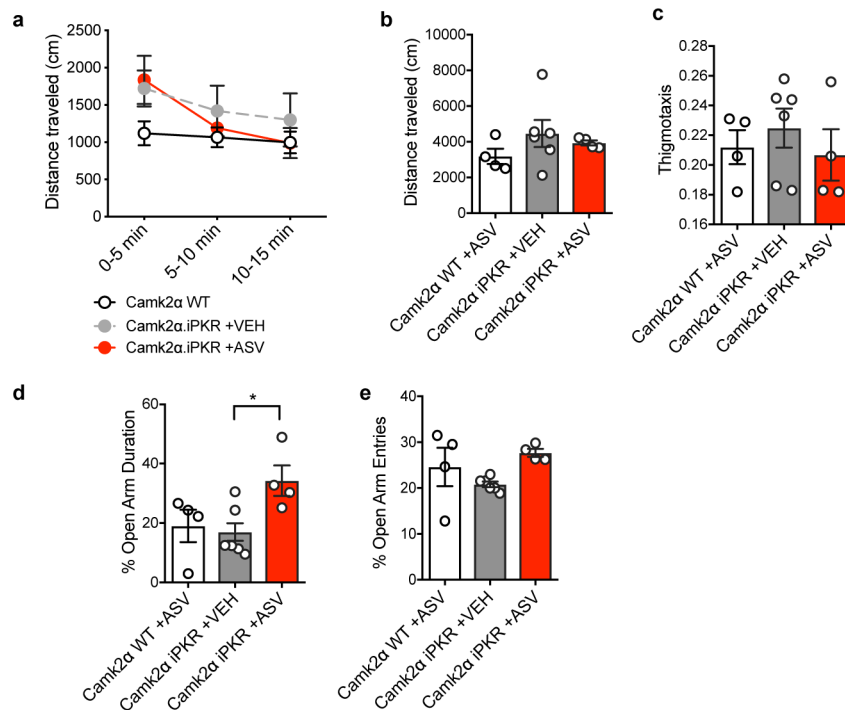 a
Distance traveled (cm)
2500
2000
1500
1000
500
0
0-5 min
5-10 min
10-15 min
Camk2α WT
Camk2α.iPKR +VEH
Camk2α.iPKR +ASV
b
Distance traveled (cm)
10000
8000
6000
4000
2000
0
Camk2α WT +ASV
Camk2α iPKR +VEH
Camk2α iPKR +ASV
c
Thigmotaxis
0.28
0.26
0.24
0.22
0.20
0.18
0.16
Camk2α WT +ASV
Camk2α iPKR +VEH
Camk2α iPKR +ASV
d
% Open Arm Duration
60
40
20
0
*
Camk2α WT +ASV
Camk2α iPKR +VEH
Camk2α iPKR +ASV
e
% Open Arm Entries
40
30
20
10
0
Camk2α WT +ASV
Camk2α iPKR +VEH
Camk2α iPKR +ASV